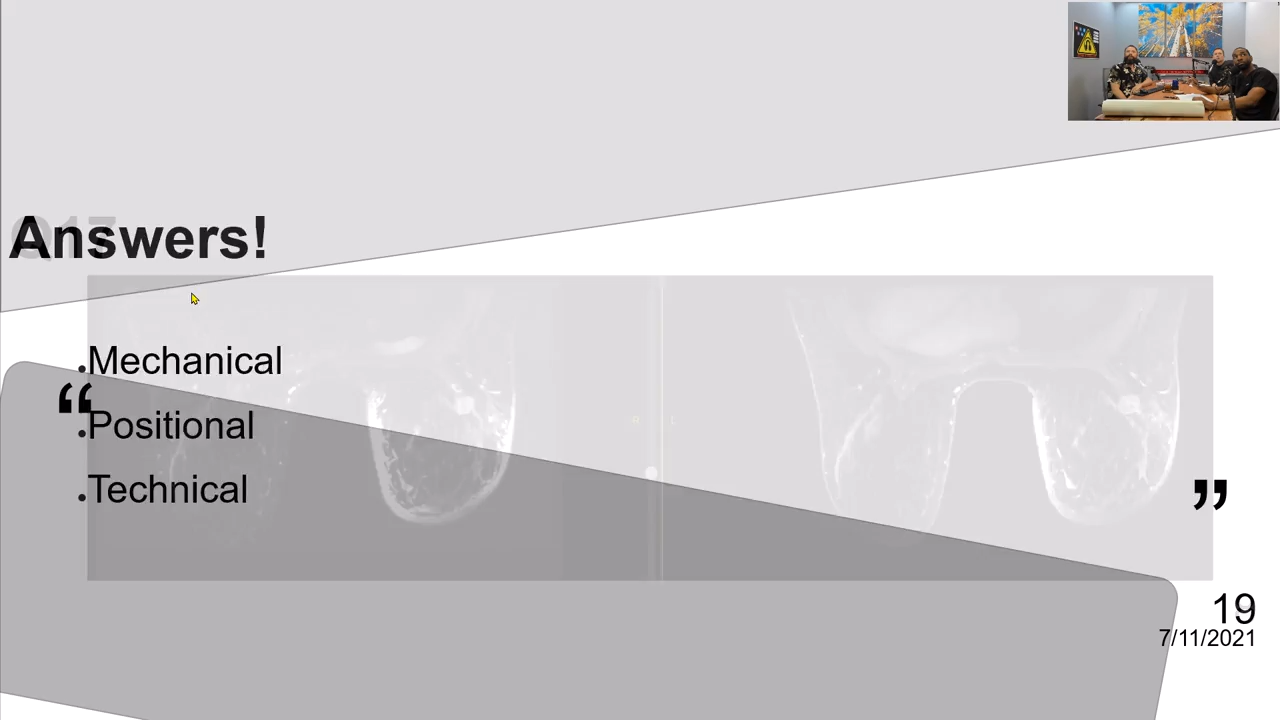 Answers!
Mechanical
“
Positional
Technical
”
19
7/11/2021